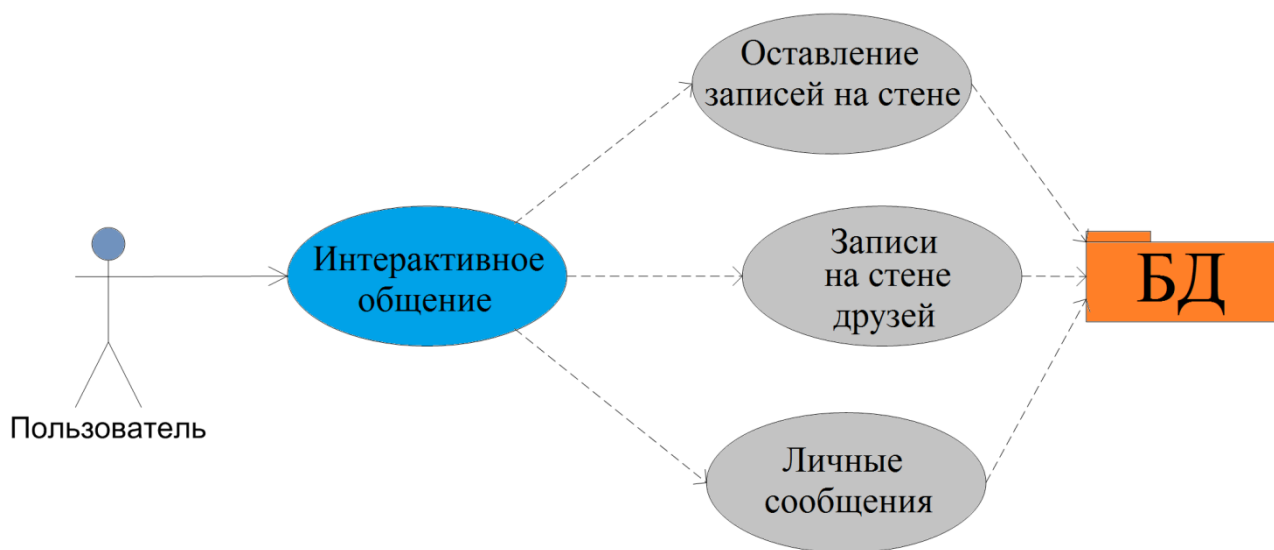 Оставление
записей на стене
Интерактивное
общение
Записи
на стене
друзей
БД
Пользователь
Личные
сообщения